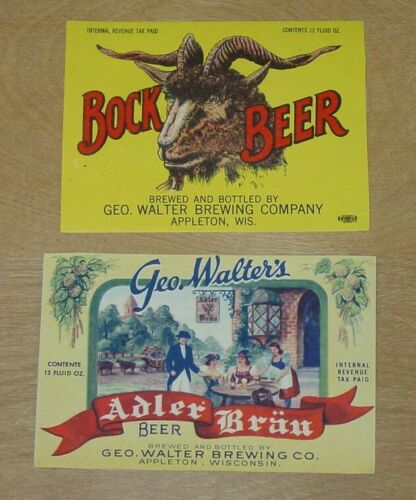 INTERNAL REVENUE TAX PAID
CONTENTS 12 FLUID OZ.
BOCK BEER
BREWED AND BOTTLED BY
GEO. WALTER BREWING COMPANY
APPLETON, WIS.
Geo. Walter's
Adler
Bräu
CONTENTS
12 FLUID OZ.
INTERNAL
REVENUE
TAX PAID
Adler Bräu
BEER
BREWED AND BOTTLED BY
GEO. WALTER BREWING CO.
APPLETON, WISCONSIN.